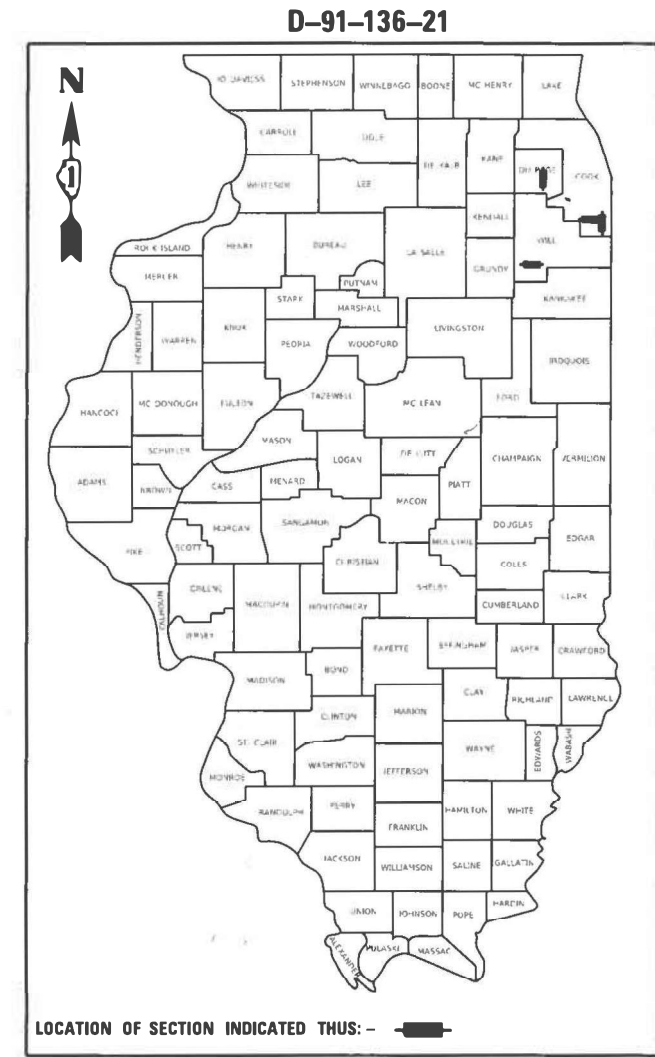 D-91-136-21
N
JO DAVIESS STEPHENSON WINNEBAGO BOONE MC HENRY LAKE
CARROLL OGLE DE KALB KANE DU PAGE COOK
WHITESIDE LEE KENDALL
ROCK ISLAND HENRY BUREAU LA SALLE GRUNDY WILL
MERCER PUTNAM KANKAKEE
HENDERSON WARREN KNOX STARK MARSHALL LIVINGSTON
PEORIA WOODFORD IROQUOIS
HANCOCK MC DONOUGH FULTON TAZEWELL MC LEAN FORD
SCHUYLER MASON LOGAN DE WITT CHAMPAIGN VERMILION
ADAMS BROWN CASS MENARD MACON PIATT
PIKE SCOTT MORGAN SANGAMON CHRISTIAN MOULTRIE DOUGLAS EDGAR
COLES
CALHOUN GREENE MACOUPIN MONTGOMERY SHELBY CUMBERLAND CLARK
JERSEY FAYETTE EFFINGHAM JASPER CRAWFORD
MADISON BOND CLAY RICHLAND LAWRENCE
CLINTON MARION
ST. CLAIR WAYNE EDWARDS WABASH
MONROE WASHINGTON JEFFERSON
RANDOLPH PERRY HAMILTON WHITE
FRANKLIN
JACKSON WILLIAMSON SALINE GALLATIN
UNION JOHNSON POPE HARDIN
ALEXANDER PULASKI MASSAC
LOCATION OF SECTION INDICATED THUS: -